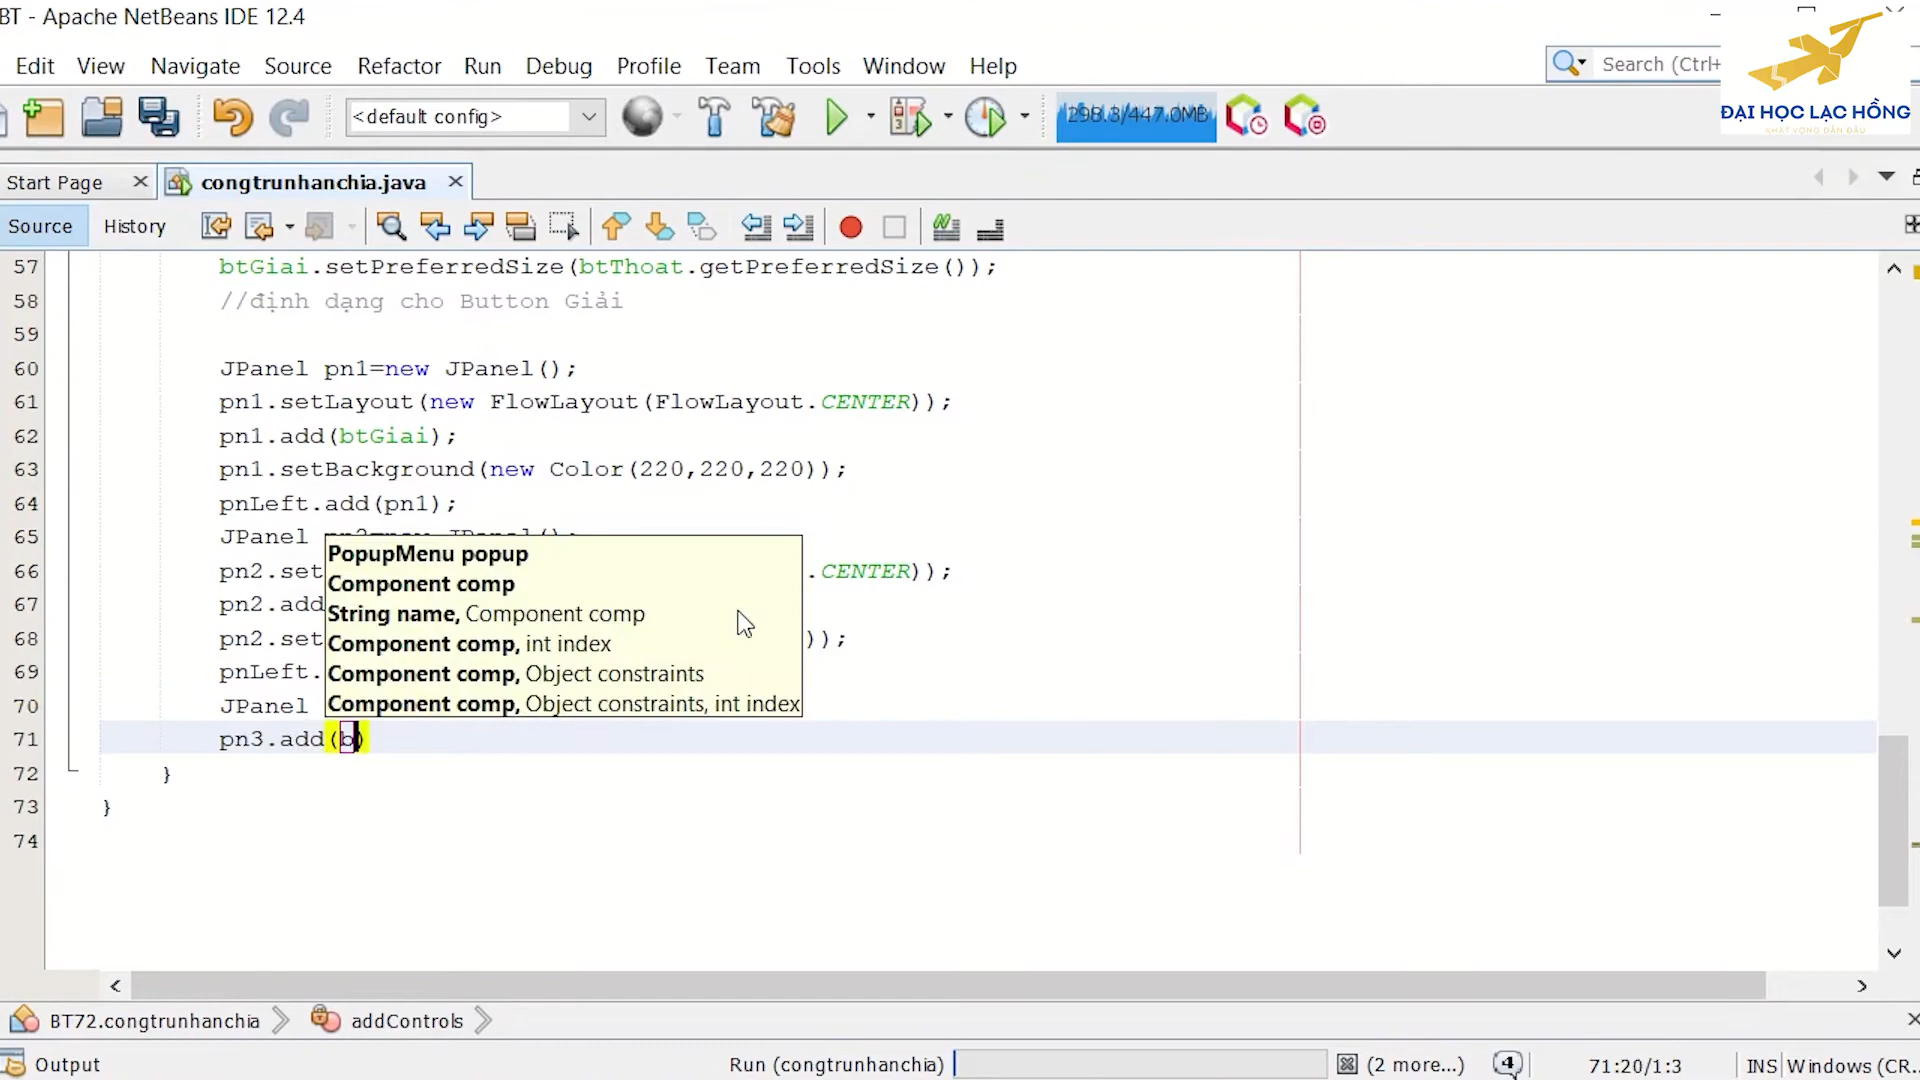 BT - Apache NetBeans IDE 12.4
Edit View Navigate Source Refactor Run Debug Profile Team Tools Window Help
Search (Ctrl+
ĐẠI HỌC LẠC HỒNG
KHÁT VỌNG DẪN ĐẦU
<default config>
298.3/447.0MB
Start Page
congtrunhanchia.java
Source History
57 btGiai.setPreferredSize(btThoat.getPreferredSize());
58 //định dạng cho Button Giải
59
60 JPanel pn1=new JPanel();
61 pn1.setLayout(new FlowLayout(FlowLayout.CENTER));
62 pn1.add(btGiai);
63 pn1.setBackground(new Color(220,220,220));
64 pnLeft.add(pn1);
65 JPanel pn2=new JPanel();
66 pn2.set .CENTER));
67 pn2.add
68 pn2.set ));
69 pnLeft.
70 JPanel
71 pn3.add(b)
72 }
73 }
74
PopupMenu popup
Component comp
String name, Component comp
Component comp, int index
Component comp, Object constraints
Component comp, Object constraints, int index
BT72.congtrunhanchia addControls
Output
Run (congtrunhanchia)
(2 more...)
4
71:20/1:3
INS
Windows (CR..